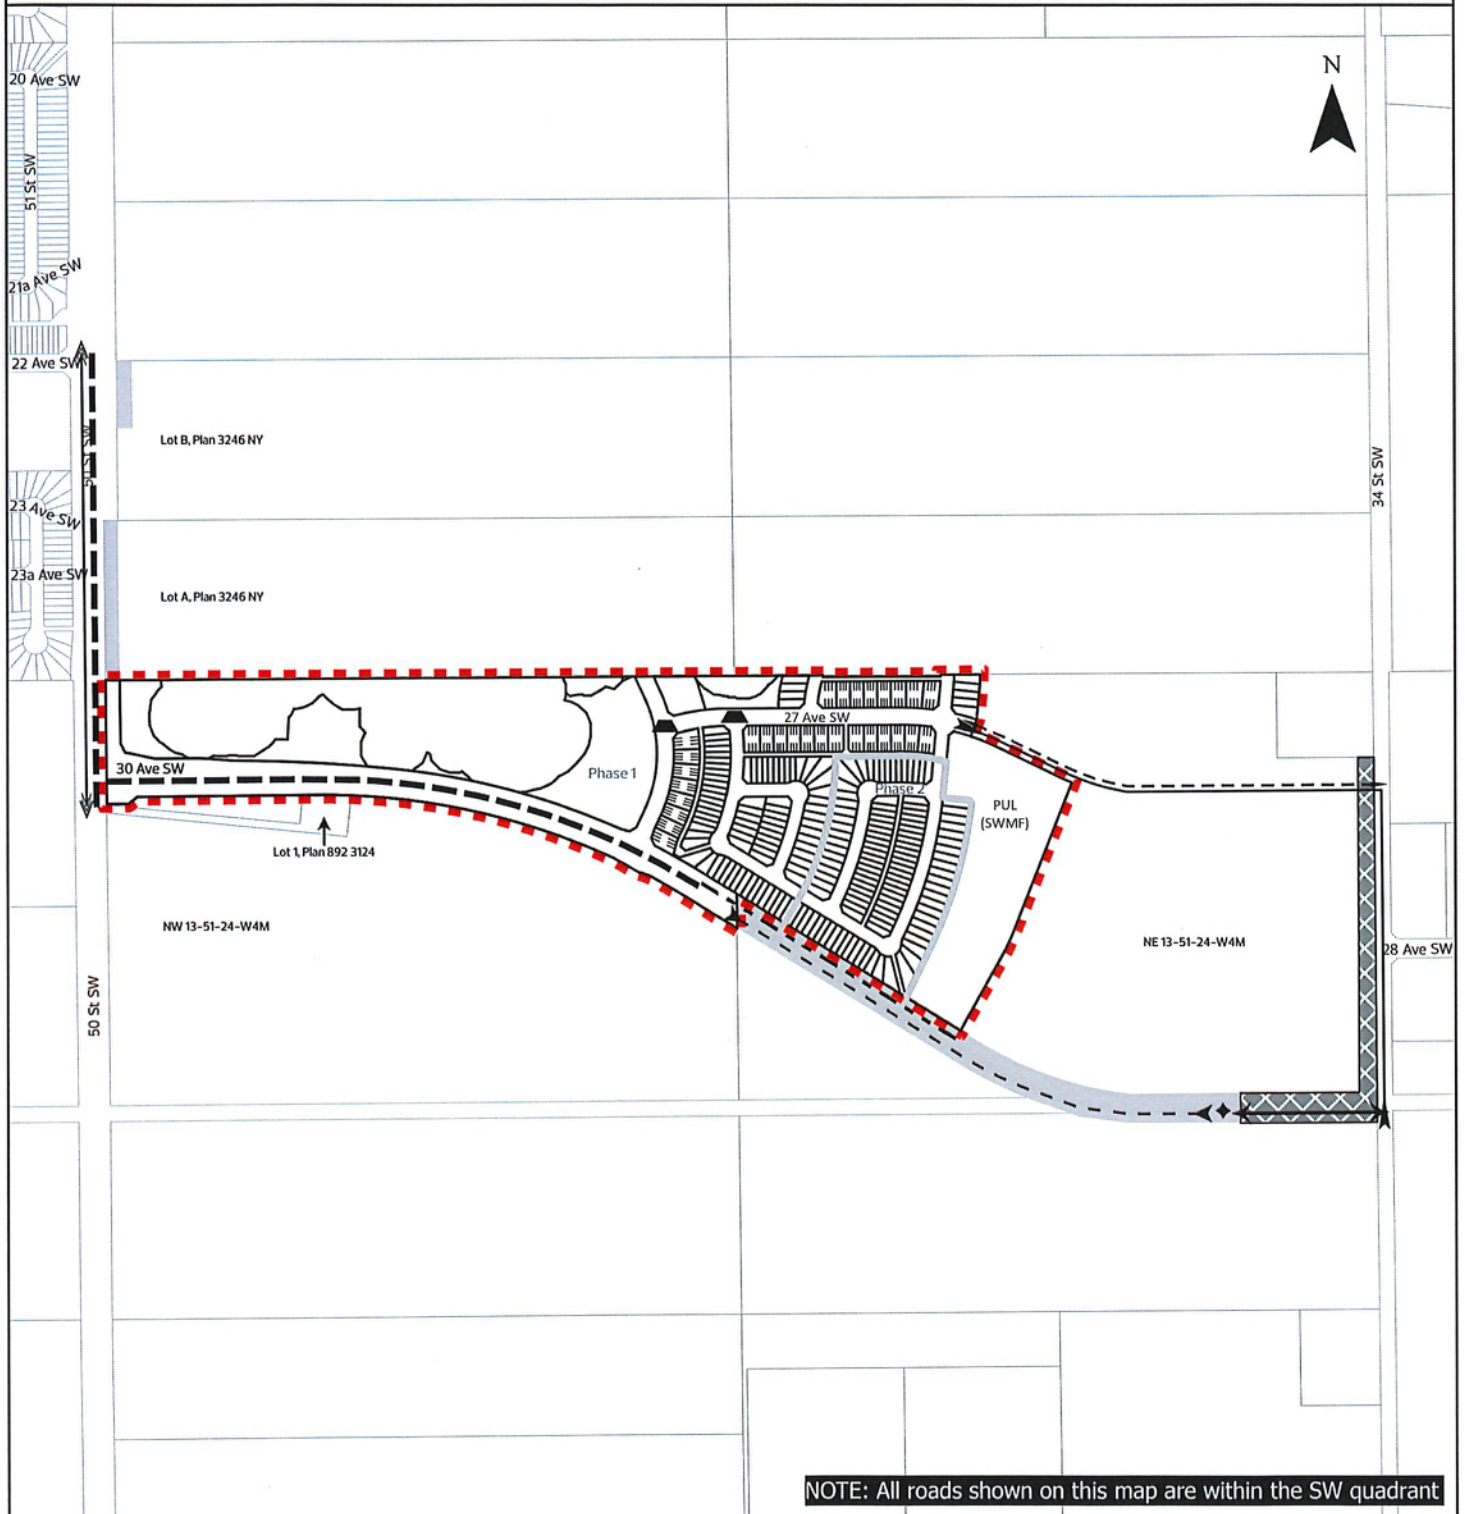 N
20 Ave SW
51 St SW
21a Ave SW
22 Ave SW
50 St SW
Lot B, Plan 3246 NY
34 St SW
23 Ave SW
23a Ave SW
Lot A, Plan 3246 NY
27 Ave SW
30 Ave SW
Phase 1
Phase 2
PUL
(SWMF)
Lot 1, Plan 892 3124
NW 13-51-24-W4M
NE 13-51-24-W4M
28 Ave SW
50 St SW
NOTE: All roads shown on this map are within the SW quadrant